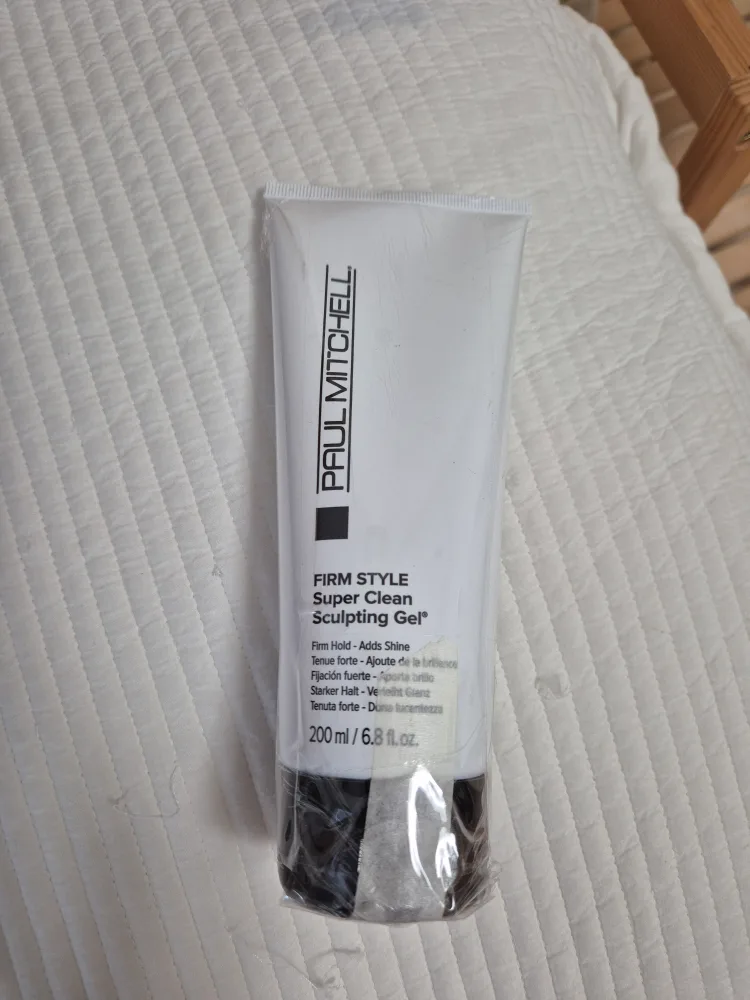 PAUL MITCHELL®
FIRM STYLE
Super Clean
Sculpting Gel®
Firm Hold - Adds Shine
Tenue forte - Ajoute de la brillance
Fijación fuerte - Aporta brillo
Starker Halt - Verleiht Glanz
Tenuta forte - Dona lucentezza
200 ml / 6.8 fl. oz.